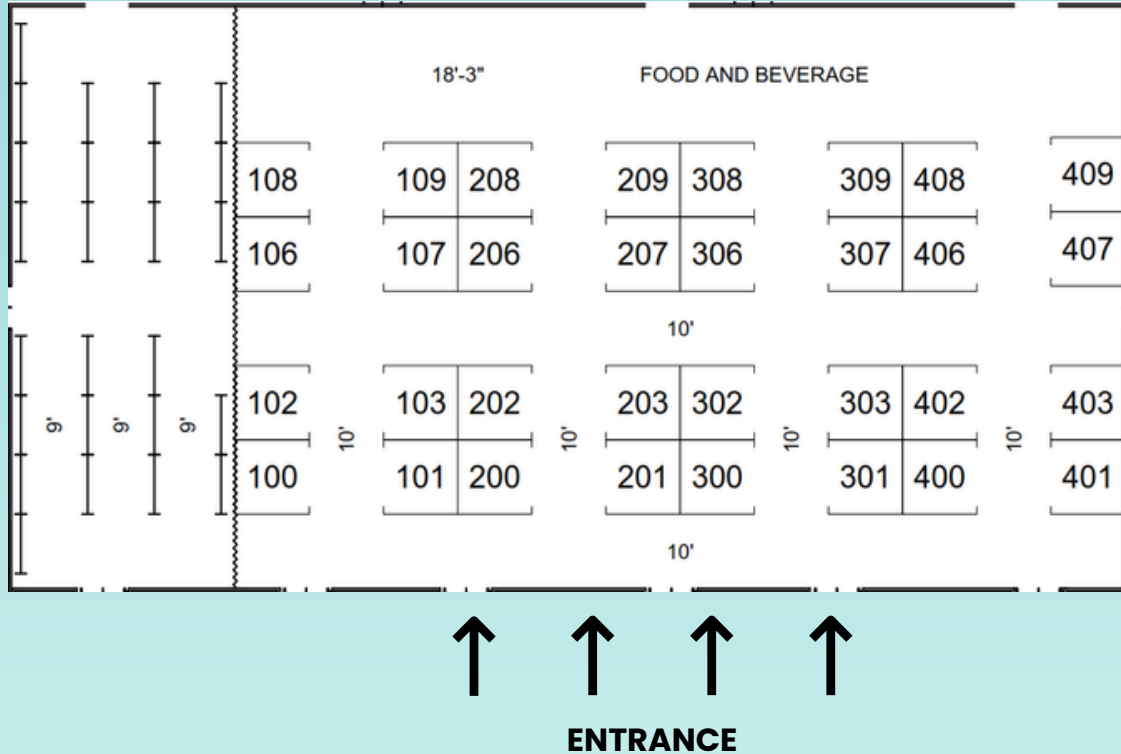 18'-3" FOOD AND BEVERAGE
108 109 208 209 308 309 408 409
106 107 206 207 306 307 406 407
10'
102 103 202 203 302 303 402 403
9' 9' 9' 10' 10' 10' 10'
100 101 200 201 300 301 400 401
10'
ENTRANCE